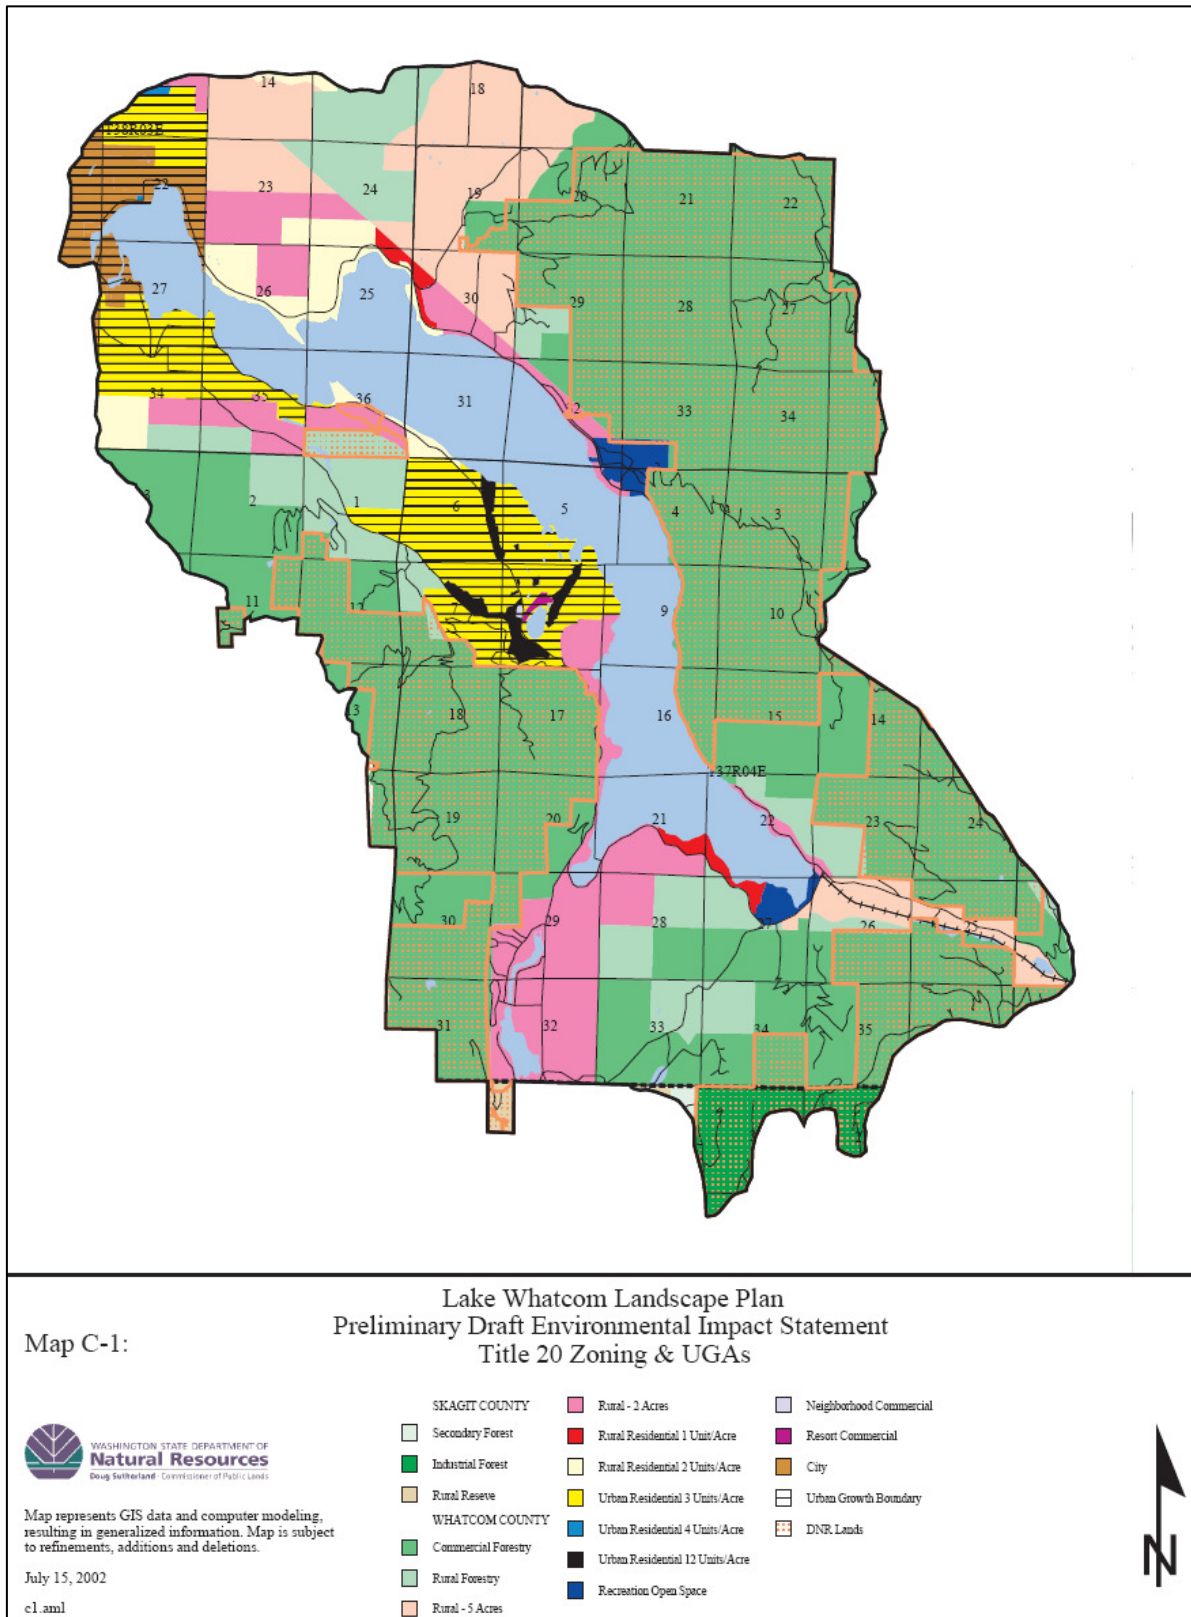 14
18
T38R03E
22
23
24
19
20
21
22
27
26
25
30
29
28
27
34
35
36
31
32
33
34
3
2
1
6
5
4
3
11
12
7
9
10
13
18
17
16
15
14
T37R04E
19
20
21
22
23
24
30
29
28
27
26
25
31
32
33
34
35
Lake Whatcom Landscape Plan
Preliminary Draft Environmental Impact Statement
Title 20 Zoning & UGAs
Map C-1:
WASHINGTON STATE DEPARTMENT OF
Natural Resources
Doug Sutherland - Commissioner of Public Lands
Map represents GIS data and computer modeling,
resulting in generalized information. Map is subject
to refinements, additions and deletions.
July 15, 2002
c1.aml
SKAGIT COUNTY
Secondary Forest
Industrial Forest
Rural Reseve
WHATCOM COUNTY
Commercial Forestry
Rural Forestry
Rural - 5 Acres
Rural - 2 Acres
Rural Residential 1 Unit/Acre
Rural Residential 2 Units/Acre
Urban Residential 3 Units/Acre
Urban Residential 4 Units/Acre
Urban Residential 12 Units/Acre
Recreation Open Space
Neighborhood Commercial
Resort Commercial
City
Urban Growth Boundary
DNR Lands
N